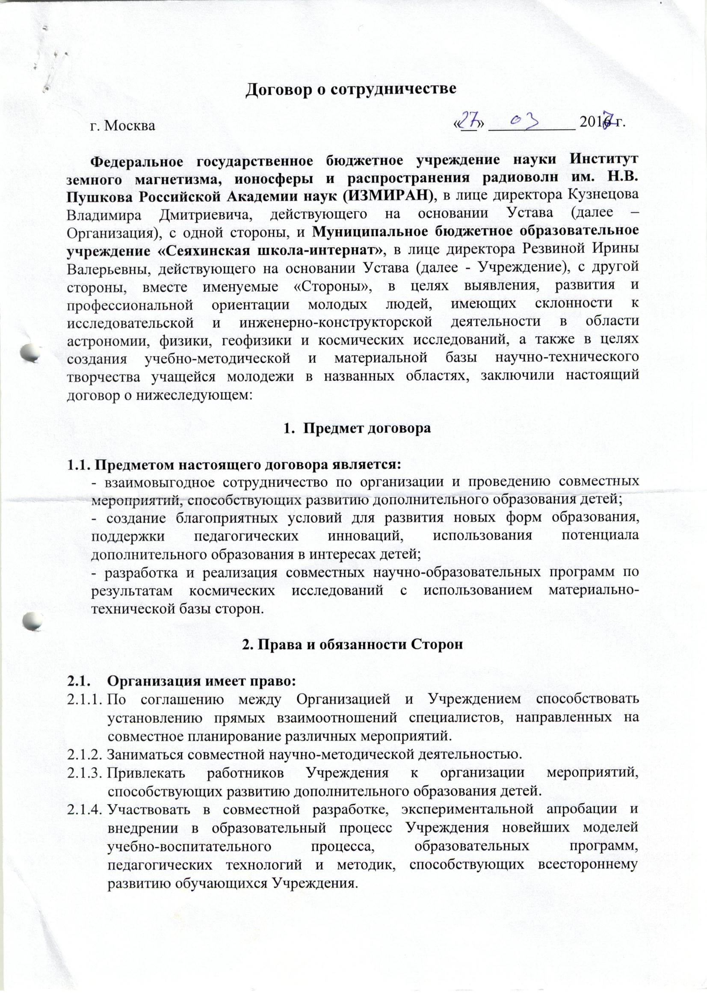 Договор о сотрудничестве
г. Москва «27» 03 2017 г.
Федеральное государственное бюджетное учреждение науки Институт
земного магнетизма, ионосферы и распространения радиоволн им. Н.В.
Пушкова Российской Академии наук (ИЗМИРАН), в лице директора Кузнецова
Владимира Дмитриевича, действующего на основании Устава (далее –
Организация), с одной стороны, и Муниципальное бюджетное образовательное
учреждение «Сеяхинская школа-интернат», в лице директора Резвиной Ирины
Валерьевны, действующего на основании Устава (далее - Учреждение), с другой
стороны, вместе именуемые «Стороны», в целях выявления, развития и
профессиональной ориентации молодых людей, имеющих склонности к
исследовательской и инженерно-конструкторской деятельности в области
астрономии, физики, геофизики и космических исследований, а также в целях
создания учебно-методической и материальной базы научно-технического
творчества учащейся молодежи в названных областях, заключили настоящий
договор о нижеследующем:
1. Предмет договора
1.1. Предметом настоящего договора является:
- взаимовыгодное сотрудничество по организации и проведению совместных
мероприятий, способствующих развитию дополнительного образования детей;
- создание благоприятных условий для развития новых форм образования,
поддержки педагогических инноваций, использования потенциала
дополнительного образования в интересах детей;
- разработка и реализация совместных научно-образовательных программ по
результатам космических исследований с использованием материально-
технической базы сторон.
2. Права и обязанности Сторон
2.1. Организация имеет право:
2.1.1. По соглашению между Организацией и Учреждением способствовать
установлению прямых взаимоотношений специалистов, направленных на
совместное планирование различных мероприятий.
2.1.2. Заниматься совместной научно-методической деятельностью.
2.1.3. Привлекать работников Учреждения к организации мероприятий,
способствующих развитию дополнительного образования детей.
2.1.4. Участвовать в совместной разработке, экспериментальной апробации и
внедрении в образовательный процесс Учреждения новейших моделей
учебно-воспитательного процесса, образовательных программ,
педагогических технологий и методик, способствующих всестороннему
развитию обучающихся Учреждения.